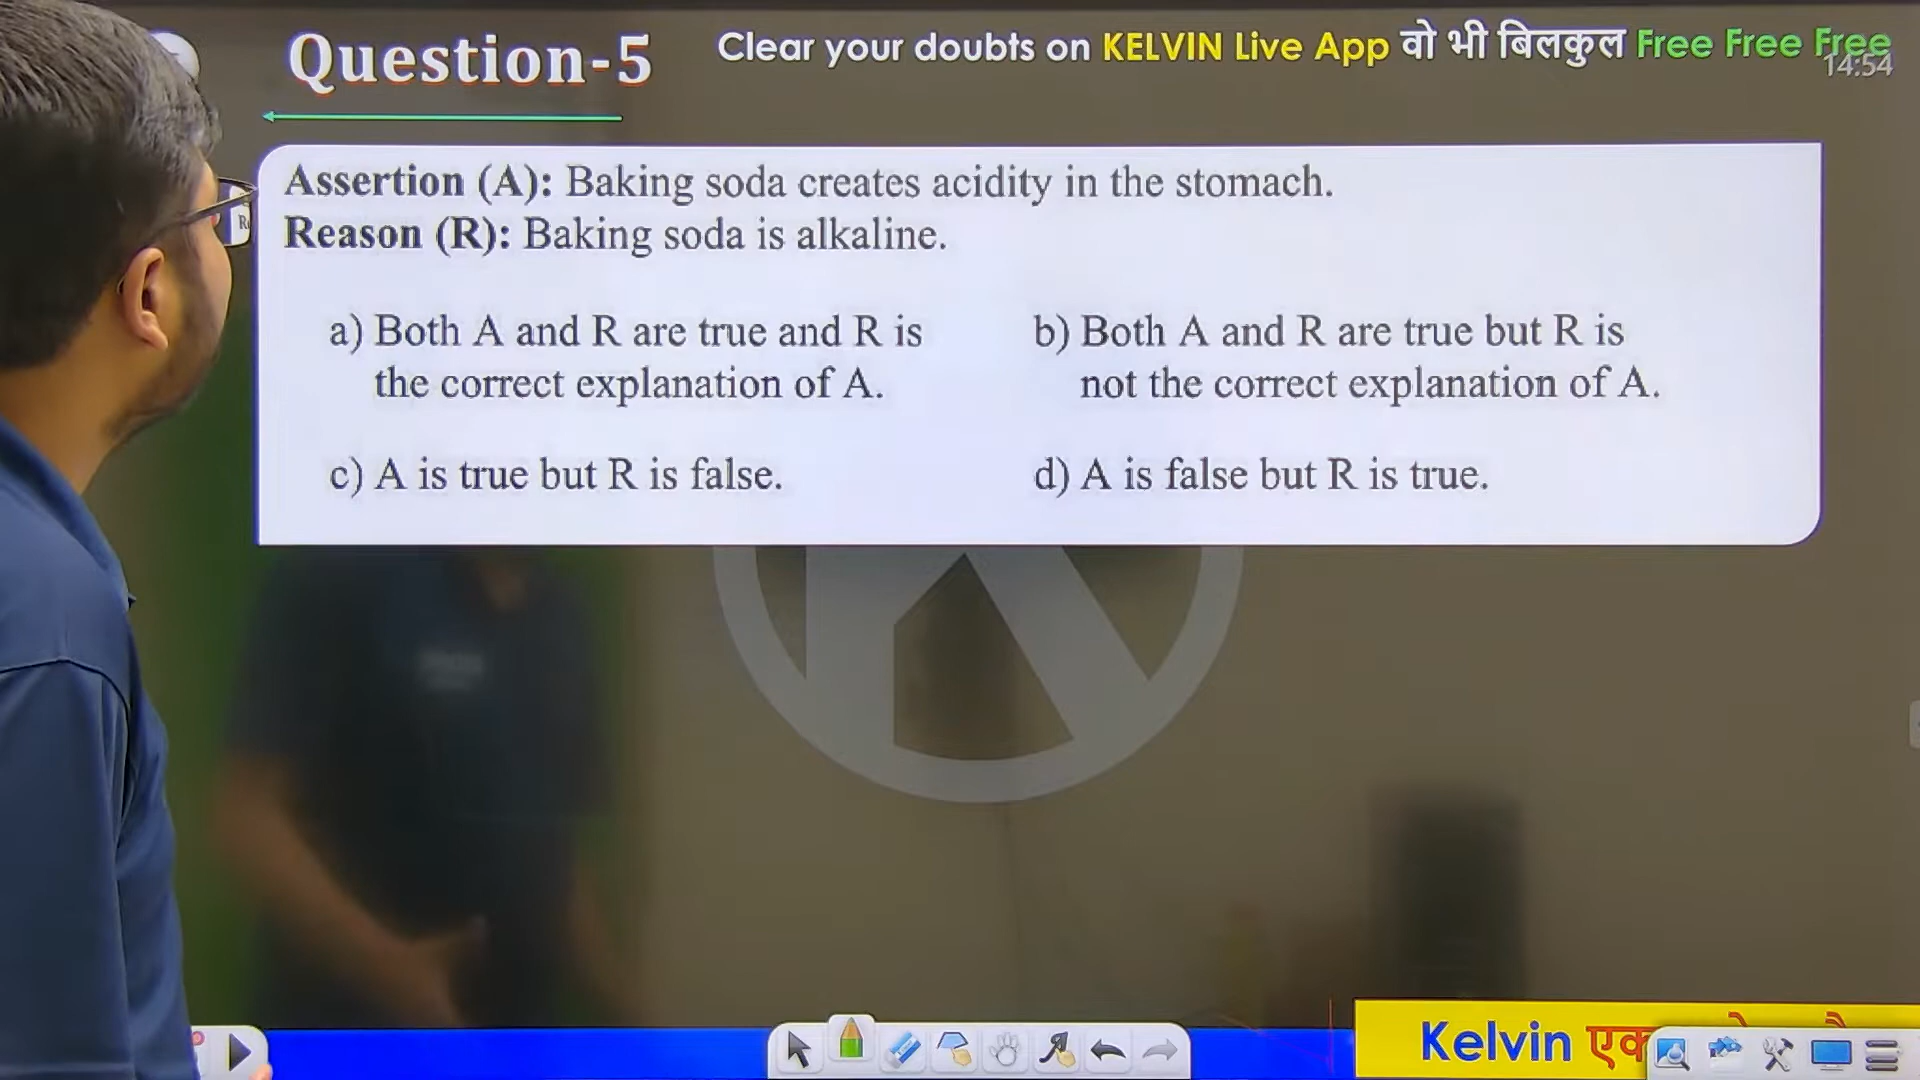 Question-5
Clear your doubts on KELVIN Live App वो भी बिलकुल Free Free Free
14:54
Assertion (A): Baking soda creates acidity in the stomach.
Reason (R): Baking soda is alkaline.
a) Both A and R are true and R is
the correct explanation of A.
b) Both A and R are true but R is
not the correct explanation of A.
c) A is true but R is false.
d) A is false but R is true.
Kelvin